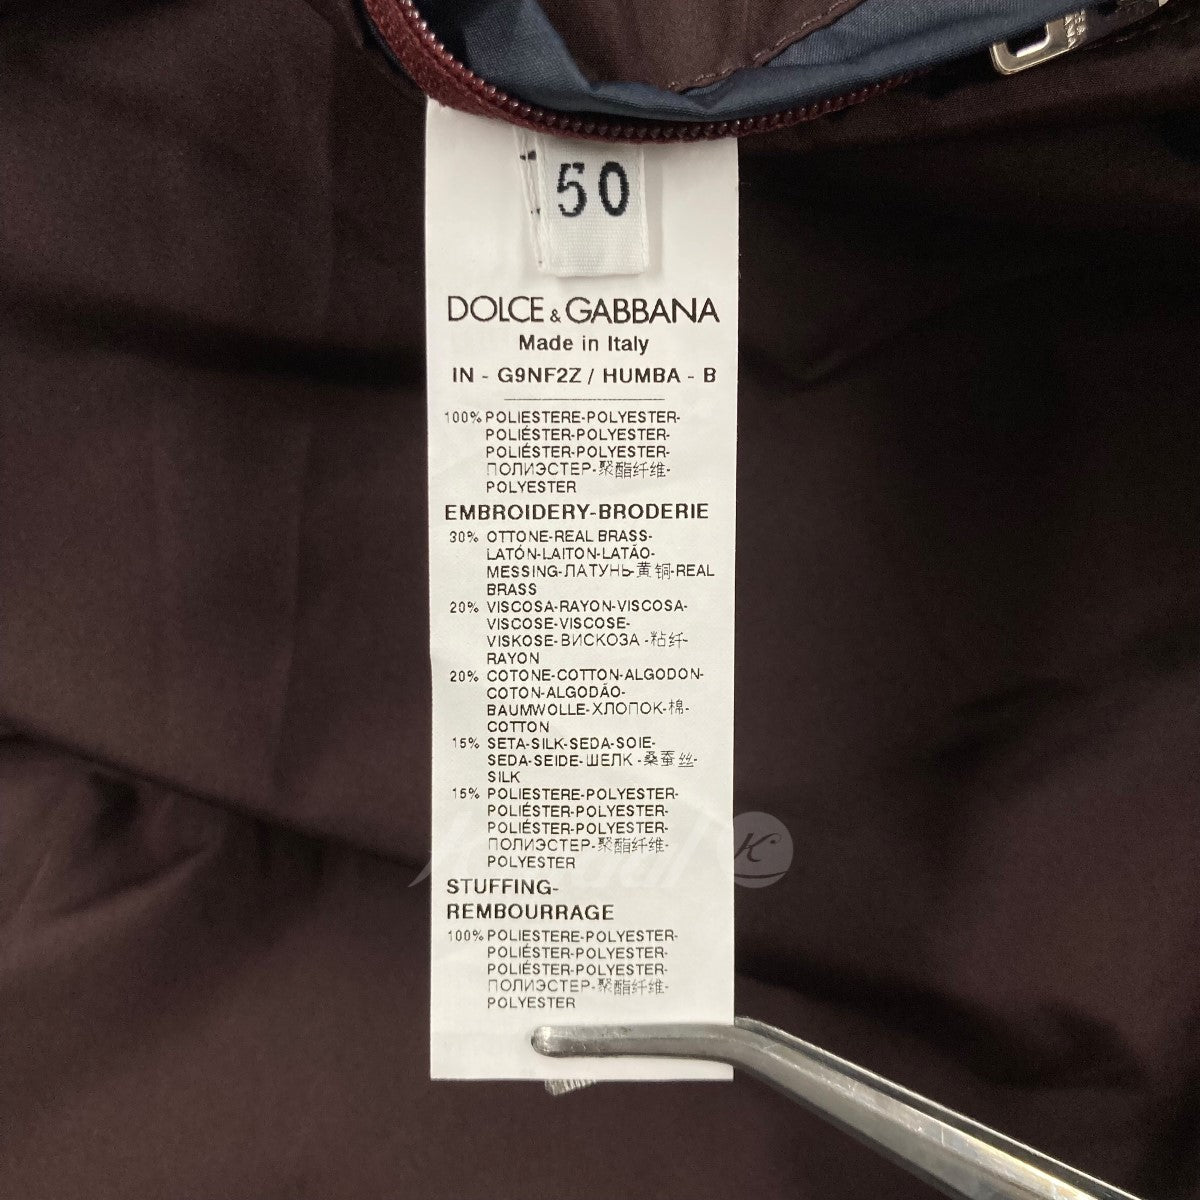 50
DOLCE & GABBANA
Made in Italy
IN - G9NF2Z / HUMBA - B
100% POLIESTERE-POLYESTER-
POLIÉSTER-POLYESTER-
POLIÉSTER-POLYESTER-
ПОЛИЭСТЕР-聚酯纤维-
POLYESTER
EMBROIDERY-BRODERIE
30% OTTONE-REAL BRASS-
LATÓN-LAITON-LATÃO-
MESSING-ЛАТУНЬ-黄铜-REAL
BRASS
20% VISCOSA-RAYON-VISCOSA-
VISCOSE-VISCOSE-
VISKOSE-ВИСКОЗА -粘纤-
RAYON
20% COTONE-COTTON-ALGODON-
COTON-ALGODÃO-
BAUMWOLLE-ХЛОПОК-棉-
COTTON
15% SETA-SILK-SEDA-SOIE-
SEDA-SEIDE-ШЕЛК -桑蚕丝-
SILK
15% POLIESTERE-POLYESTER-
POLIÉSTER-POLYESTER-
POLIÉSTER-POLYESTER-
ПОЛИЭСТЕР-聚酯纤维-
POLYESTER
STUFFING-
REMBOURRAGE
100% POLIESTERE-POLYESTER-
POLIÉSTER-POLYESTER-
POLIÉSTER-POLYESTER-
ПОЛИЭСТЕР-聚酯纤维-
POLYESTER